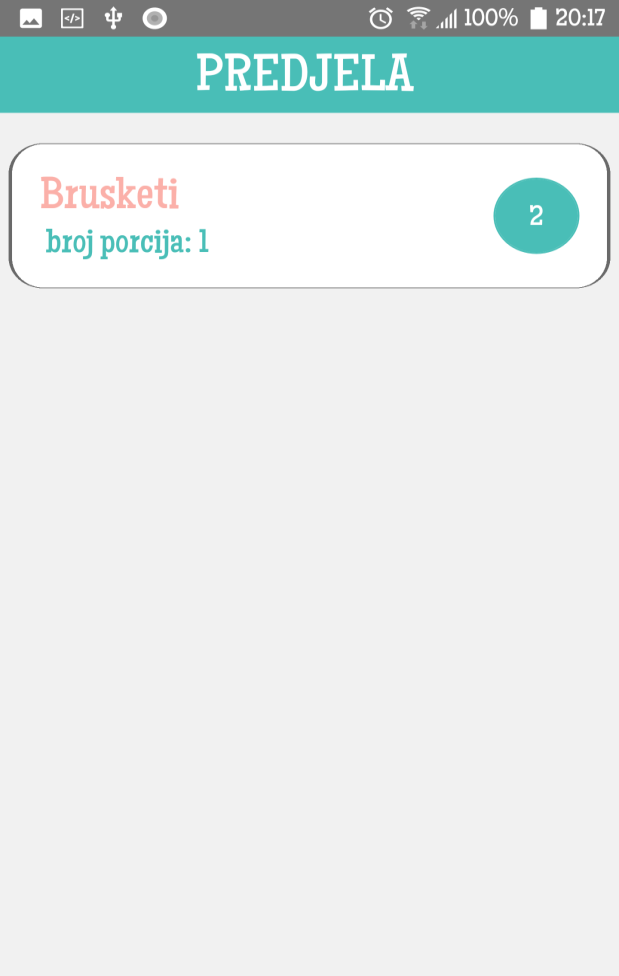 100% 20:17
PREDJELA
Brusketi
broj porcija: 1
2